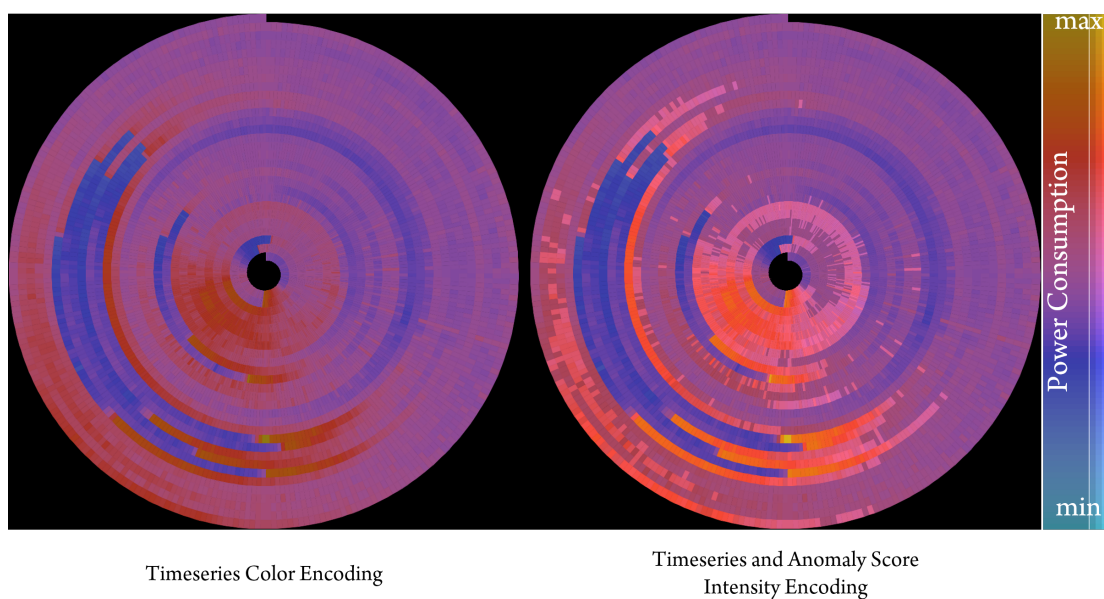 max
Power Consumption
min
Timeseries Color Encoding
Timeseries and Anomaly Score
Intensity Encoding